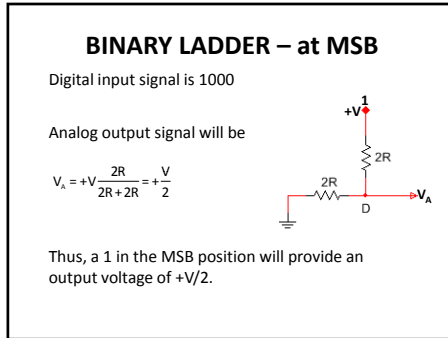 BINARY LADDER – at MSB
Digital input signal is 1000
1
+V
Analog output signal will be
2R
V_A = +V 2R/(2R+2R) = + V/2
2R
V_A
D
Thus, a 1 in the MSB position will provide an
output voltage of +V/2.